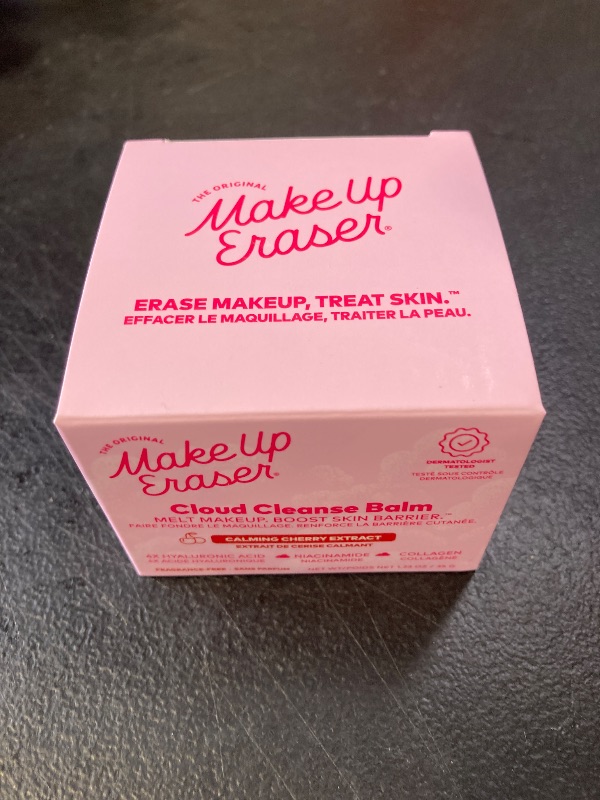 THE ORIGINAL
MakeUp
Eraser®
ERASE MAKEUP, TREAT SKIN.™
EFFACER LE MAQUILLAGE, TRAITER LA PEAU.
THE ORIGINAL
MakeUp
Eraser®
DERMATOLOGIST
TESTED
TESTÉ SOUS CONTRÔLE
DERMATOLOGIQUE
Cloud Cleanse Balm
MELT MAKEUP, BOOST SKIN BARRIER.™
FAIRE FONDRE LE MAQUILLAGE, RENFORCE LA BARRIÈRE CUTANÉE.
CALMING CHERRY EXTRACT
EXTRAIT DE CERISE CALMANT
HYALURONIC ACID NIACINAMIDE COLLAGEN
HYALURONIQUE NIACINAMIDE COLLAGÈNE
FRAGRANCE-FREE SANS PARFUM